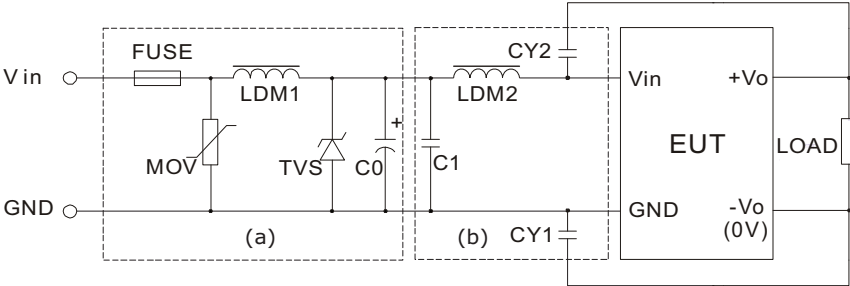 FUSE
CY2
Vin
LDM1
LDM2
Vin
+Vo
+
MOV
TVS
C0
C1
EUT
LOAD
GND
(a)
(b)
CY1
GND
-Vo
(0V)